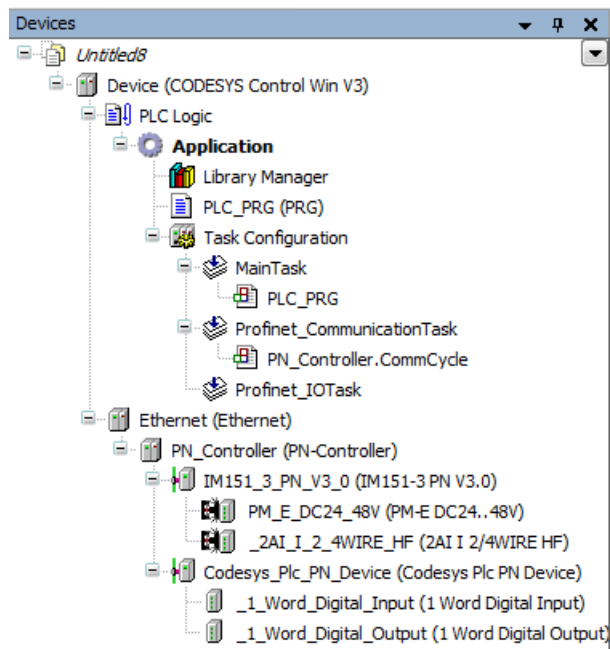 Devices
Untitled8
Device (CODESYS Control Win V3)
PLC Logic
Application
Library Manager
PLC_PRG (PRG)
Task Configuration
MainTask
PLC_PRG
Profinet_CommunicationTask
PN_Controller.CommCycle
Profinet_IOTask
Ethernet (Ethernet)
PN_Controller (PN-Controller)
IM151_3_PN_V3_0 (IM151-3 PN V3.0)
PM_E_DC24_48V (PM-E DC24..48V)
_2AI_I_2_4WIRE_HF (2AI I 2/4WIRE HF)
Codesys_Plc_PN_Device (Codesys Plc PN Device)
_1_Word_Digital_Input (1 Word Digital Input)
_1_Word_Digital_Output (1 Word Digital Output)